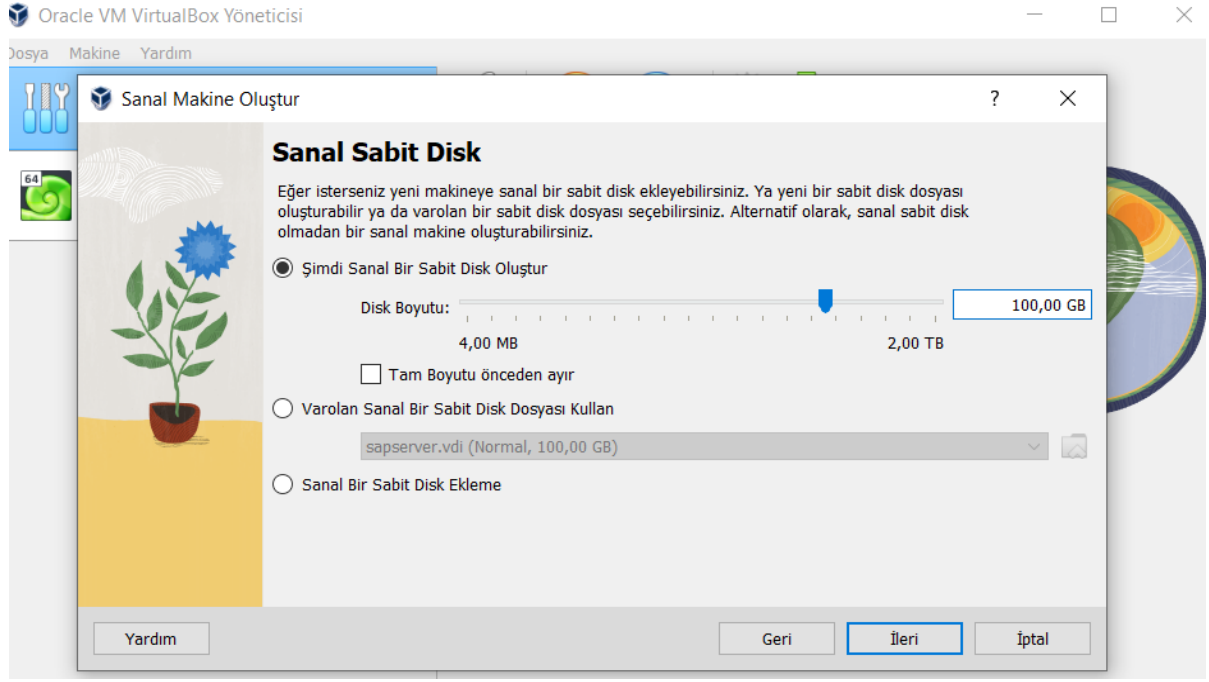 Oracle VM VirtualBox Yöneticisi
Dosya Makine Yardım
Sanal Makine Oluştur
?
64
Sanal Sabit Disk
Eğer isterseniz yeni makineye sanal bir sabit disk ekleyebilirsiniz. Ya yeni bir sabit disk dosyası
oluşturabilir ya da varolan bir sabit disk dosyası seçebilirsiniz. Alternatif olarak, sanal sabit disk
olmadan bir sanal makine oluşturabilirsiniz.
Şimdi Sanal Bir Sabit Disk Oluştur
Disk Boyutu: 100,00 GB
4,00 MB 2,00 TB
Tam Boyutu önceden ayır
Varolan Sanal Bir Sabit Disk Dosyası Kullan
sapserver.vdi (Normal, 100,00 GB)
Sanal Bir Sabit Disk Ekleme
Yardım Geri İleri İptal